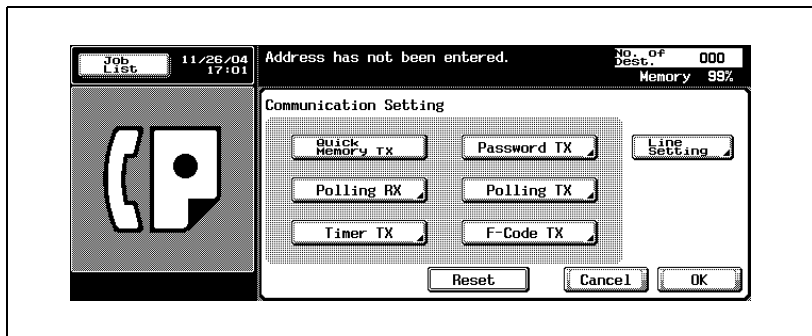 Job List
11/26/04
17:01
Address has not been entered.
No. of Dest. 000
Memory 99%
Communication Setting
Quick Memory TX
Password TX
Line Setting
Polling RX
Polling TX
Timer TX
F-Code TX
Reset
Cancel
OK